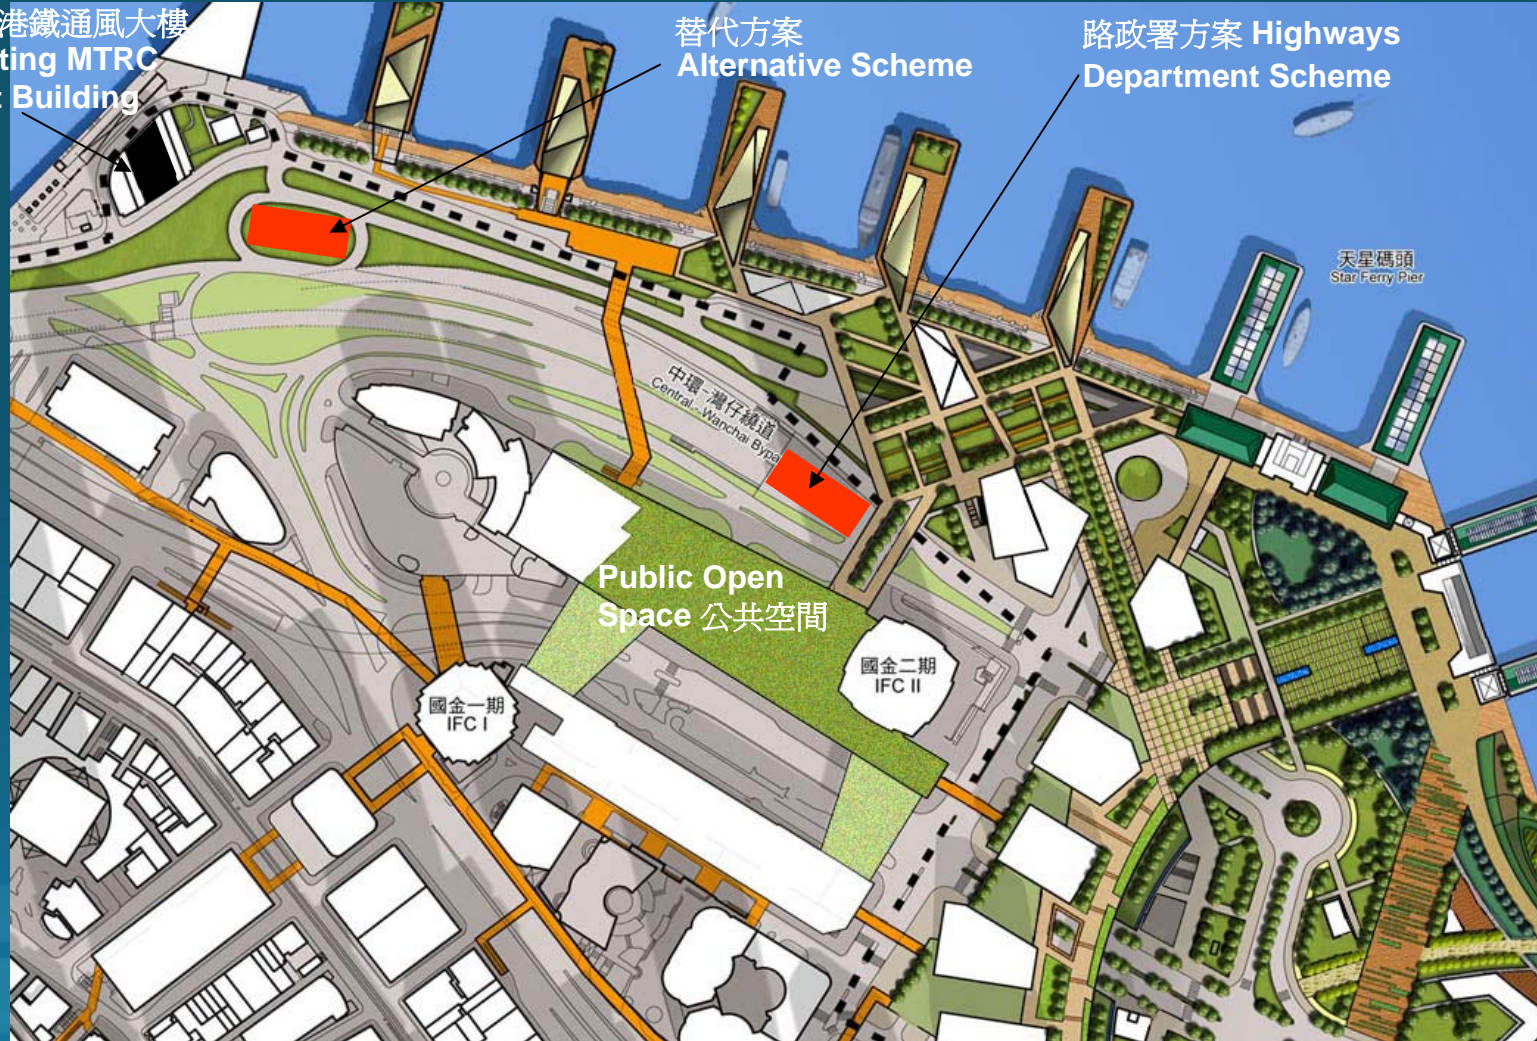 港鐵通風大樓
ting MTRC
t Building
替代方案
Alternative Scheme
路政署方案 Highways
Department Scheme
天星碼頭
Star Ferry Pier
中環-灣仔繞道
Central - Wanchai Bypa
Public Open
Space 公共空間
國金二期
IFC II
國金一期
IFC I